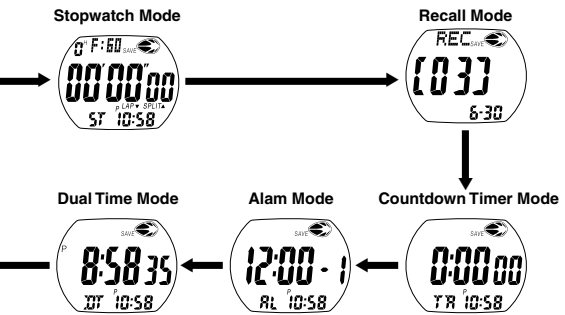 Stopwatch Mode
Recall Mode
0H F:60 SAVE
00'00"00
P LAP▼ SPLIT▲
ST 10:58
REC SAVE
[03]
6-30
Dual Time Mode
Alam Mode
Countdown Timer Mode
SAVE
P
8:58 35
P
DT 10:58
SAVE
12:00 - 1
P
AL 10:58
SAVE
0:00 00
P
TR 10:58